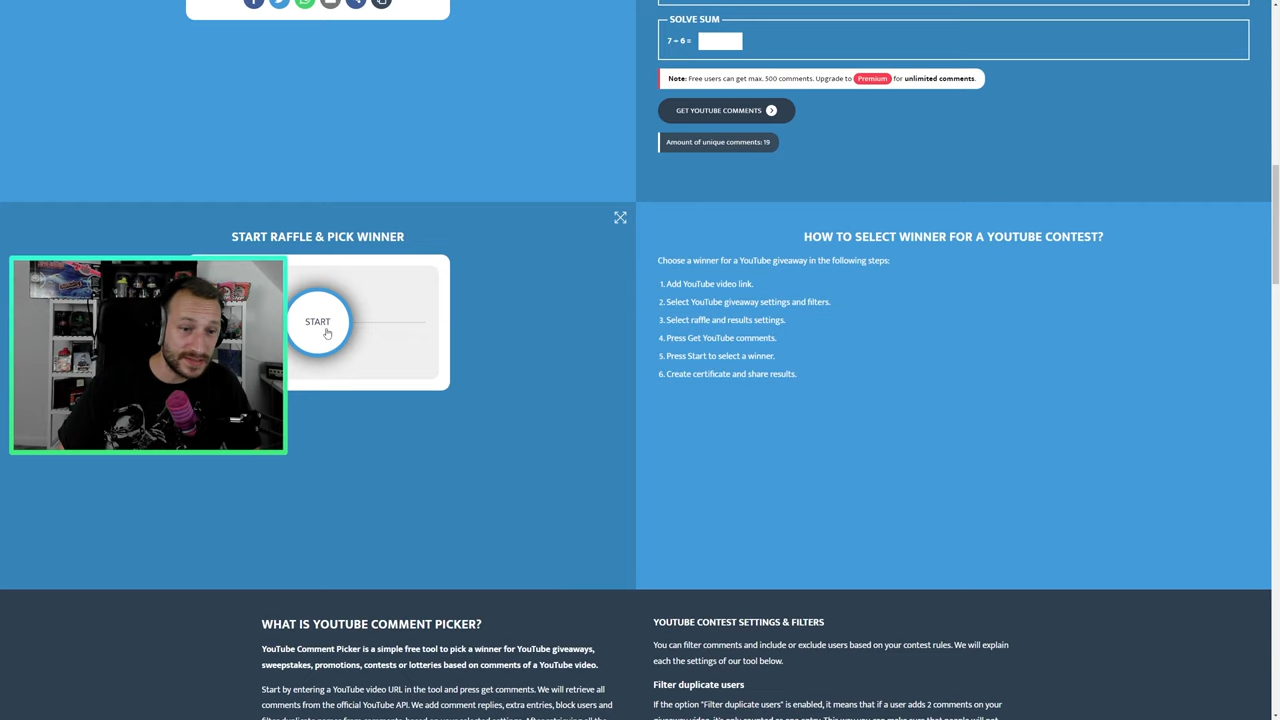 SOLVE SUM
7 − 6 =
Note: Free users can get max. 500 comments. Upgrade to Premium for unlimited comments.
GET YOUTUBE COMMENTS
Amount of unique comments: 19
START RAFFLE & PICK WINNER
START
HOW TO SELECT WINNER FOR A YOUTUBE CONTEST?
Choose a winner for a YouTube giveaway in the following steps:
1. Add YouTube video link.
2. Select YouTube giveaway settings and filters.
3. Select raffle and results settings.
4. Press Get YouTube comments.
5. Press Start to select a winner.
6. Create certificate and share results.
WHAT IS YOUTUBE COMMENT PICKER?
YouTube Comment Picker is a simple free tool to pick a winner for YouTube giveaways,
sweepstakes, promotions, contests or lotteries based on comments of a YouTube video.
Start by entering a YouTube video URL in the tool and press get comments. We will retrieve all
comments from the official YouTube API. We add comment replies, extra entries, block users and
YOUTUBE CONTEST SETTINGS & FILTERS
You can filter comments and include or exclude users based on your contest rules. We will explain
each the settings of our tool below.
Filter duplicate users
If the option "Filter duplicate users" is enabled, it means that if a user adds 2 comments on your